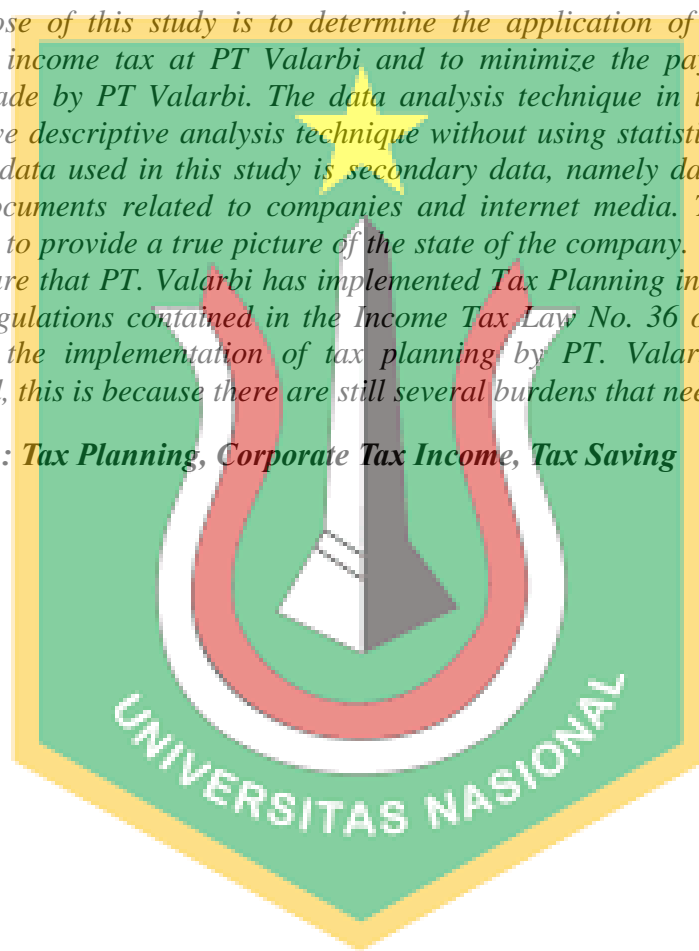 ose of this study is to determine the application of
income tax at PT Valarbi and to minimize the pa
ade by PT Valarbi. The data analysis technique in t
ve descriptive analysis technique without using statisti
data used in this study is secondary data, namely da
ocuments related to companies and internet media. T
to provide a true picture of the state of the company.
are that PT. Valarbi has implemented Tax Planning in
egulations contained in the Income Tax Law No. 36 o
the implementation of tax planning by PT. Valar
d, this is because there are still several burdens that nee
: Tax Planning, Corporate Tax Income, Tax Saving
UNIVERSITAS NASIONAL